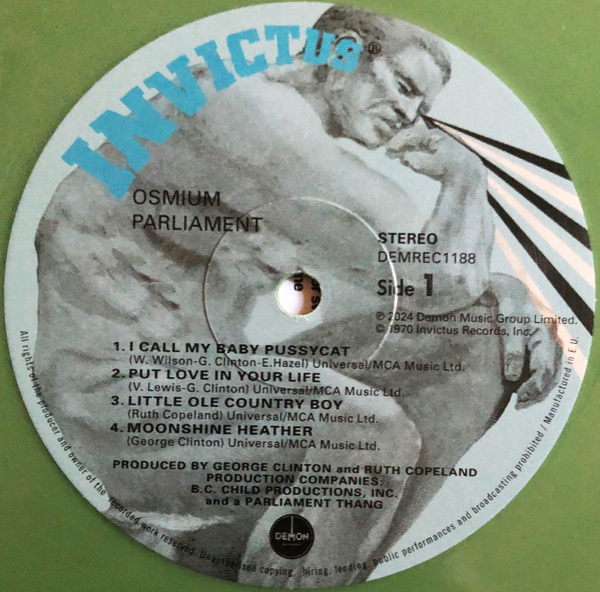 INVICTUS®
OSMIUM
PARLIAMENT
STEREO
DEMREC1188
Side 1
℗ 2024 Demon Music Group Limited.
© 1970 Invictus Records, Inc.
1. I CALL MY BABY PUSSYCAT
(W. Wilson-G. Clinton-E.Hazel) Universal/MCA Music Ltd.
2. PUT LOVE IN YOUR LIFE
(V. Lewis-G. Clinton) Universal/MCA Music Ltd.
3. LITTLE OLE COUNTRY BOY
(Ruth Copeland) Universal/MCA Music Ltd.
4. MOONSHINE HEATHER
(George Clinton) Universal/MCA Music Ltd.
PRODUCED BY GEORGE CLINTON and RUTH COPELAND
PRODUCTION COMPANIES:
B.C. CHILD PRODUCTIONS, INC.
and a PARLIAMENT THANG
DEMON
All rights of the producer and owner of the recorded work reserved. Unauthorised copying, hiring, lending, public performances and broadcasting prohibited / Manufactured in E.U.